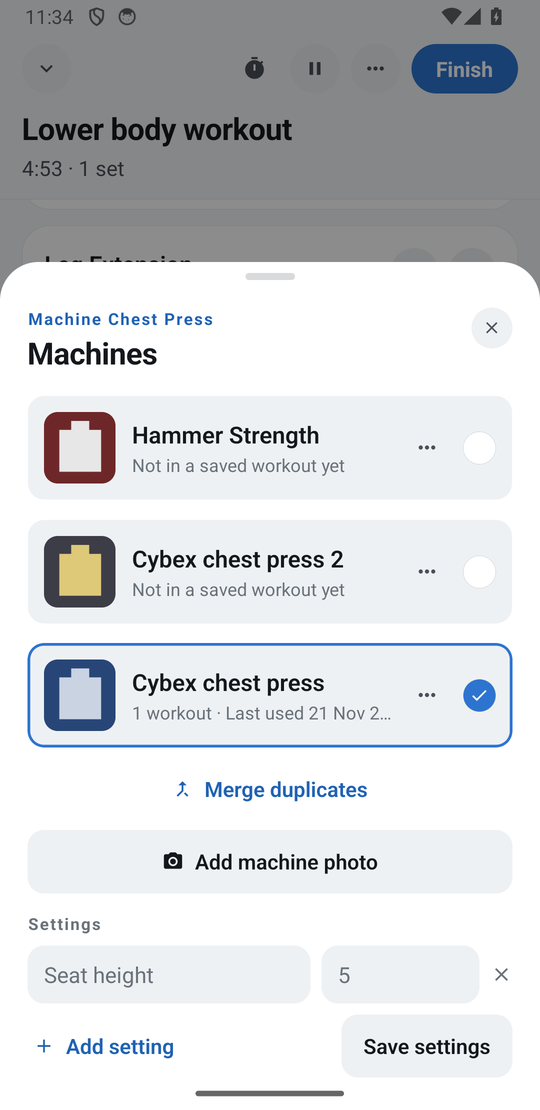 11:34
Finish
Lower body workout
4:53 · 1 set
Leg Extension
Machine Chest Press
Machines
Hammer Strength
Not in a saved workout yet
Cybex chest press 2
Not in a saved workout yet
Cybex chest press
1 workout · Last used 21 Nov 2…
Merge duplicates
Add machine photo
Settings
Seat height
5
Add setting
Save settings